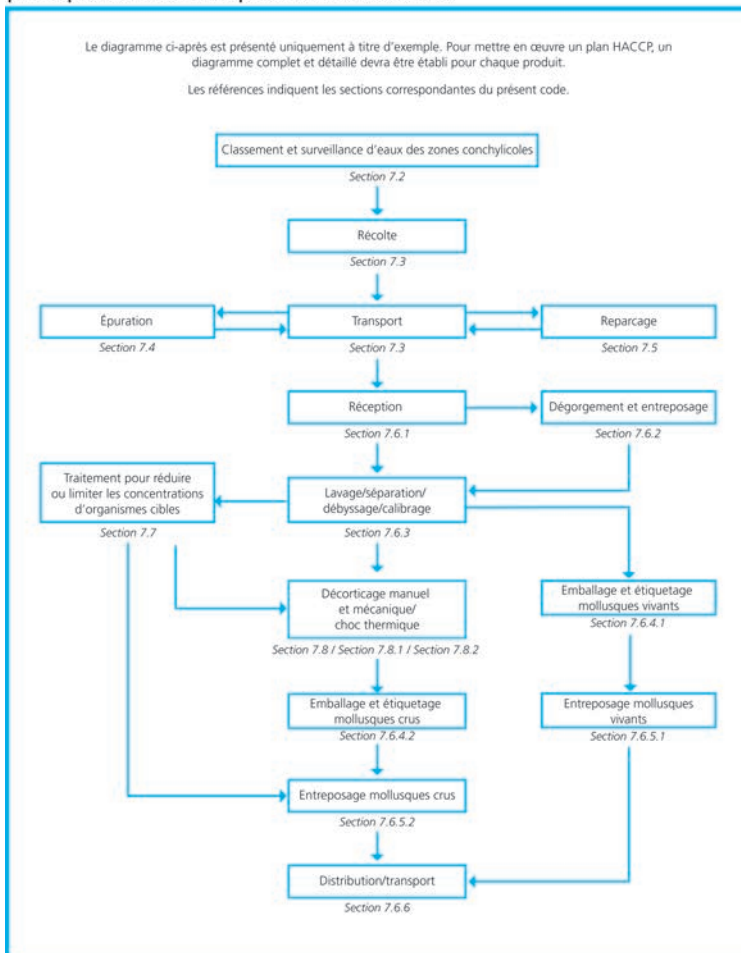 Le diagramme ci-après est présenté uniquement à titre d'exemple. Pour mettre en œuvre un plan HACCP, un
diagramme complet et détaillé devra être établi pour chaque produit.
Les références indiquent les sections correspondantes du présent code.
Classement et surveillance d'eaux des zones conchylicoles
Section 7.2
Récolte
Section 7.3
Épuration
Section 7.4
Transport
Section 7.3
Reparcage
Section 7.5
Réception
Section 7.6.1
Dégorgement et entreposage
Section 7.6.2
Traitement pour réduire
ou limiter les concentrations
d'organismes cibles
Section 7.7
Lavage/séparation/
débyssage/calibrage
Section 7.6.3
Décorticage manuel
et mécanique/
choc thermique
Section 7.8 / Section 7.8.1 / Section 7.8.2
Emballage et étiquetage
mollusques vivants
Section 7.6.4.1
Emballage et étiquetage
mollusques crus
Section 7.6.4.2
Entreposage mollusques
vivants
Section 7.6.5.1
Entreposage mollusques crus
Section 7.6.5.2
Distribution/transport
Section 7.6.6